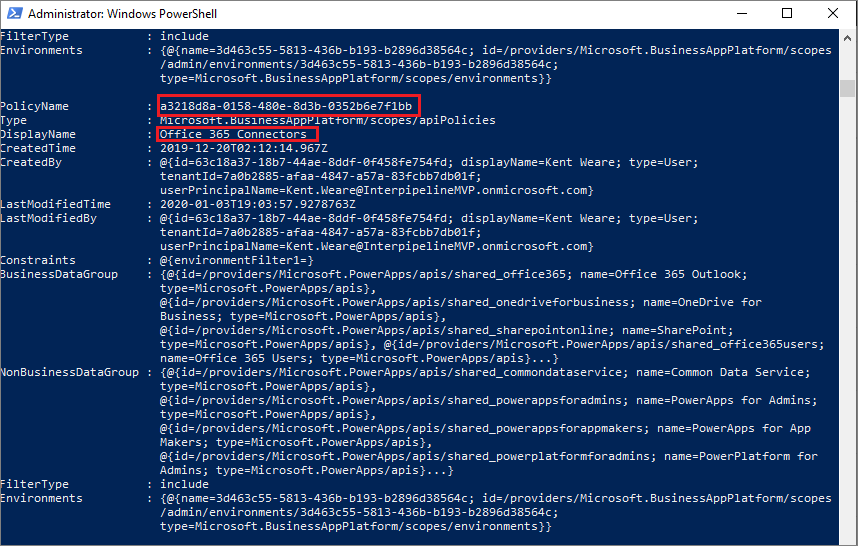 Administrator: Windows PowerShell
FilterType : include
Environments : {@{name=3d463c55-5813-436b-b193-b2896d38564c; id=/providers/Microsoft.BusinessAppPlatform/scopes
/admin/environments/3d463c55-5813-436b-b193-b2896d38564c;
type=Microsoft.BusinessAppPlatform/scopes/environments}}
PolicyName : a3218d8a-0158-480e-8d3b-0352b6e7f1bb
Type : Microsoft.BusinessAppPlatform/scopes/apiPolicies
DisplayName : Office 365 Connectors
CreatedTime : 2019-12-20T02:12:14.967Z
CreatedBy : @{id=63c18a37-18b7-44ae-8ddf-0f458fe754fd; displayName=Kent Weare; type=User;
tenantId=7a0b2885-afaa-4847-a57a-83fcbb7db01f;
userPrincipalName=Kent.Weare@InterpipelineMVP.onmicrosoft.com}
LastModifiedTime : 2020-01-03T19:03:57.9278763Z
LastModifiedBy : @{id=63c18a37-18b7-44ae-8ddf-0f458fe754fd; displayName=Kent Weare; type=User;
tenantId=7a0b2885-afaa-4847-a57a-83fcbb7db01f;
userPrincipalName=Kent.Weare@InterpipelineMVP.onmicrosoft.com}
Constraints : @{environmentFilter1=}
BusinessDataGroup : {@{id=/providers/Microsoft.PowerApps/apis/shared_office365; name=Office 365 Outlook;
type=Microsoft.PowerApps/apis},
@{id=/providers/Microsoft.PowerApps/apis/shared_onedriveforbusiness; name=OneDrive for
Business; type=Microsoft.PowerApps/apis},
@{id=/providers/Microsoft.PowerApps/apis/shared_sharepointonline; name=SharePoint;
type=Microsoft.PowerApps/apis}, @{id=/providers/Microsoft.PowerApps/apis/shared_office365users;
name=Office 365 Users; type=Microsoft.PowerApps/apis}...}
NonBusinessDataGroup : {@{id=/providers/Microsoft.PowerApps/apis/shared_commondataservice; name=Common Data Service;
type=Microsoft.PowerApps/apis},
@{id=/providers/Microsoft.PowerApps/apis/shared_powerappsforadmins; name=PowerApps for Admins;
type=Microsoft.PowerApps/apis},
@{id=/providers/Microsoft.PowerApps/apis/shared_powerappsforappmakers; name=PowerApps for App
Makers; type=Microsoft.PowerApps/apis},
@{id=/providers/Microsoft.PowerApps/apis/shared_powerplatformforadmins; name=PowerPlatform for
Admins; type=Microsoft.PowerApps/apis}...}
FilterType : include
Environments : {@{name=3d463c55-5813-436b-b193-b2896d38564c; id=/providers/Microsoft.BusinessAppPlatform/scopes
/admin/environments/3d463c55-5813-436b-b193-b2896d38564c;
type=Microsoft.BusinessAppPlatform/scopes/environments}}